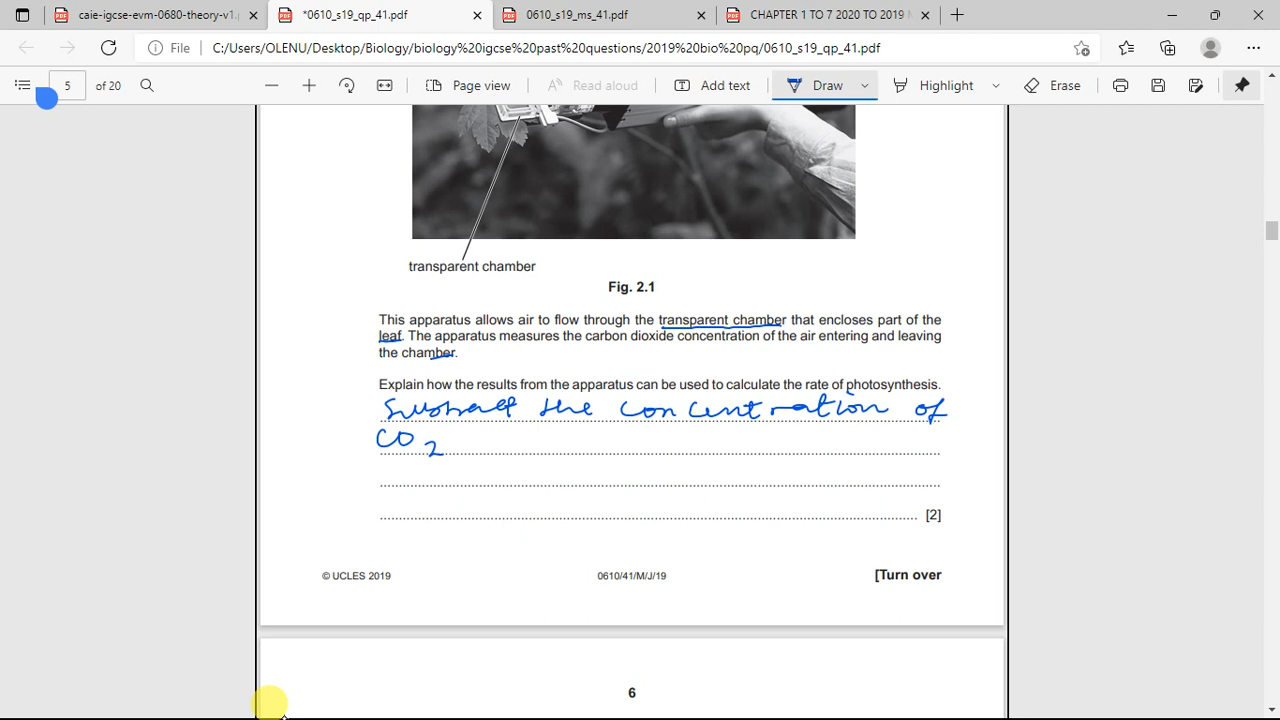 caie-igcse-evm-0680-theory-v1.p
*0610_s19_qp_41.pdf
0610_s19_ms_41.pdf
CHAPTER 1 TO 7 2020 TO 2019 M
File
C:/Users/OLENU/Desktop/Biology/biology%20igcse%20past%20questions/2019%20bio%20pq/0610_s19_qp_41.pdf
5 of 20
Page view
Read aloud
Add text
Draw
Highlight
Erase
transparent chamber
Fig. 2.1
This apparatus allows air to flow through the transparent chamber that encloses part of the
leaf. The apparatus measures the carbon dioxide concentration of the air entering and leaving
the chamber.
Explain how the results from the apparatus can be used to calculate the rate of photosynthesis.
Subtract the concentration of
CO2
[2]
© UCLES 2019
0610/41/M/J/19
[Turn over
6